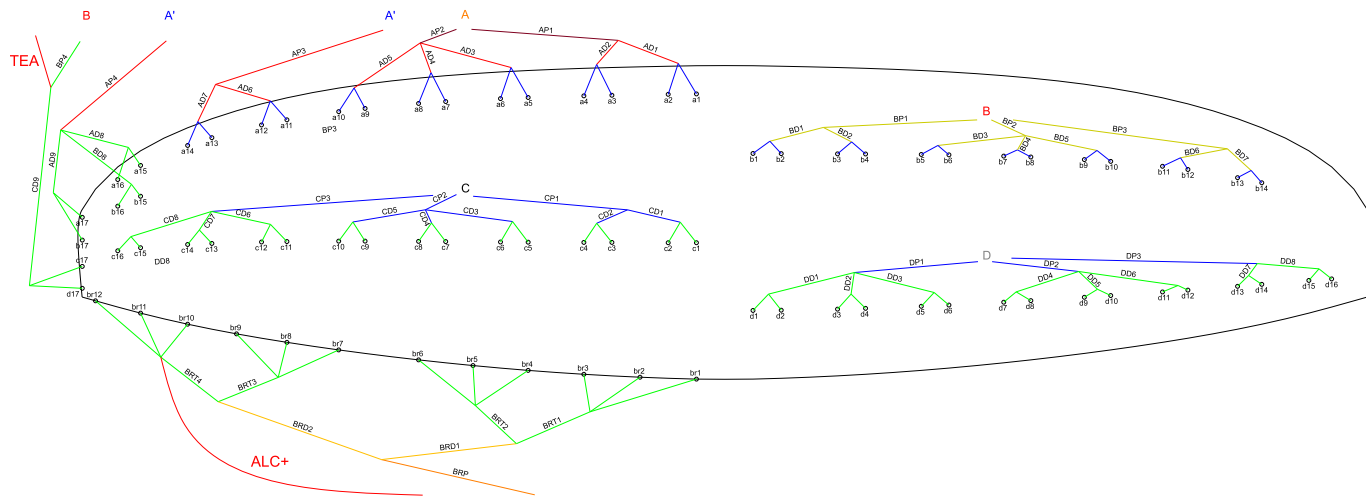 B
A'
A'
A
TEA
BP4
AP4
AP3
AP2
AP1
AD5
AD4
AD3
AD2
AD1
AD7
AD6
a14
a13
a12
a11
a10
a9
a8
a7
a6
a5
a4
a3
a2
a1
BP3
AD8
BD8
AD9
CD9
a15
a16
b15
b16
a17
b17
c17
d17
B
BP1
BP2
BP3
BD1
BD2
BD3
BD4
BD5
BD6
BD7
b1
b2
b3
b4
b5
b6
b7
b8
b9
b10
b11
b12
b13
b14
C
CP3
CP2
CP1
CD8
CD7
CD6
CD5
CD4
CD3
CD2
CD1
c16
c15
c14
c13
c12
c11
c10
c9
c8
c7
c6
c5
c4
c3
c2
c1
DD8
D
DP1
DP2
DP3
DD1
DD2
DD3
DD4
DD5
DD6
DD7
DD8
d1
d2
d3
d4
d5
d6
d7
d8
d9
d10
d11
d12
d13
d14
d15
d16
br12
br11
br10
br9
br8
br7
br6
br5
br4
br3
br2
br1
BRT4
BRT3
BRT2
BRT1
BRD2
BRD1
BRP
ALC+